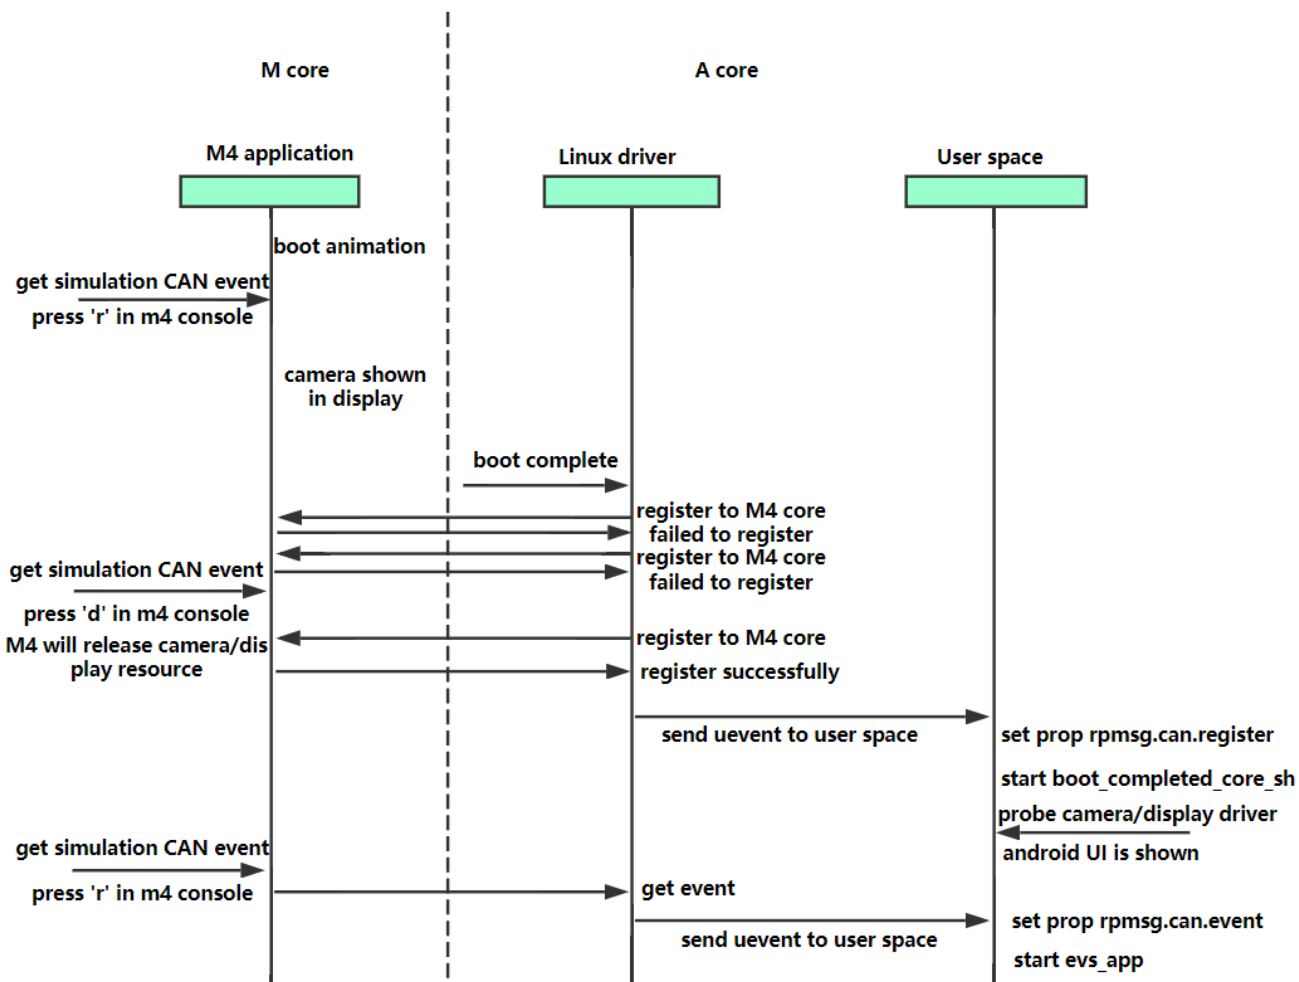 M core
A core
M4 application
Linux driver
User space
boot animation
get simulation CAN event
press 'r' in m4 console
camera shown
in display
boot complete
register to M4 core
failed to register
register to M4 core
failed to register
get simulation CAN event
press 'd' in m4 console
M4 will release camera/dis
play resource
register to M4 core
register successfully
send uevent to user space
set prop rpmsg.can.register
start boot_completed_core_sh
probe camera/display driver
android UI is shown
get simulation CAN event
press 'r' in m4 console
get event
send uevent to user space
set prop rpmsg.can.event
start evs_app